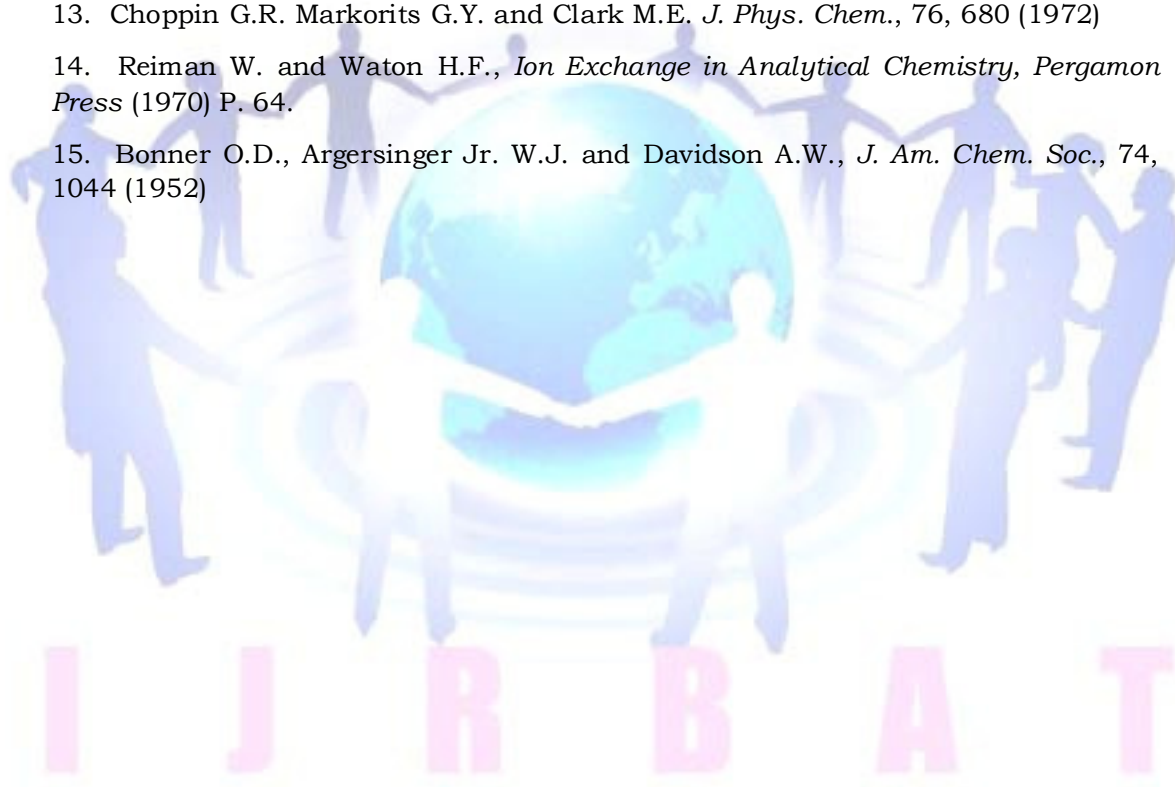 13. Choppin G.R. Markorits G.Y. and Clark M.E. J. Phys. Chem., 76, 680 (1972)
14. Reiman W. and Waton H.F., Ion Exchange in Analytical Chemistry, Pergamon
Press (1970) P. 64.
15. Bonner O.D., Argersinger Jr. W.J. and Davidson A.W., J. Am. Chem. Soc., 74,
1044 (1952)
I J R B A T